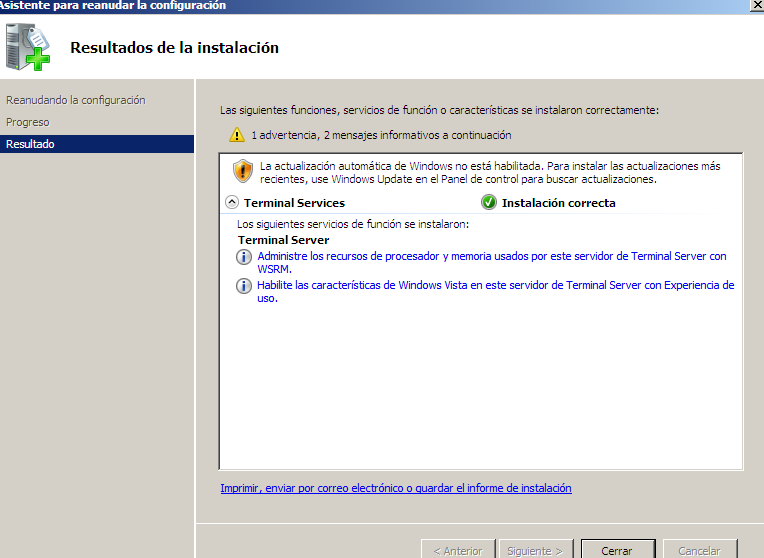 Asistente para reanudar la configuración
Resultados de la instalación
Reanudando la configuración
Progreso
Resultado
Las siguientes funciones, servicios de función o características se instalaron correctamente:
1 advertencia, 2 mensajes informativos a continuación
La actualización automática de Windows no está habilitada. Para instalar las actualizaciones más
recientes, use Windows Update en el Panel de control para buscar actualizaciones.
Terminal Services Instalación correcta
Los siguientes servicios de función se instalaron:
Terminal Server
Administre los recursos de procesador y memoria usados por este servidor de Terminal Server con
WSRM.
Habilite las características de Windows Vista en este servidor de Terminal Server con Experiencia de
uso.
Imprimir, enviar por correo electrónico o guardar el informe de instalación
< Anterior Siguiente > Cerrar Cancelar